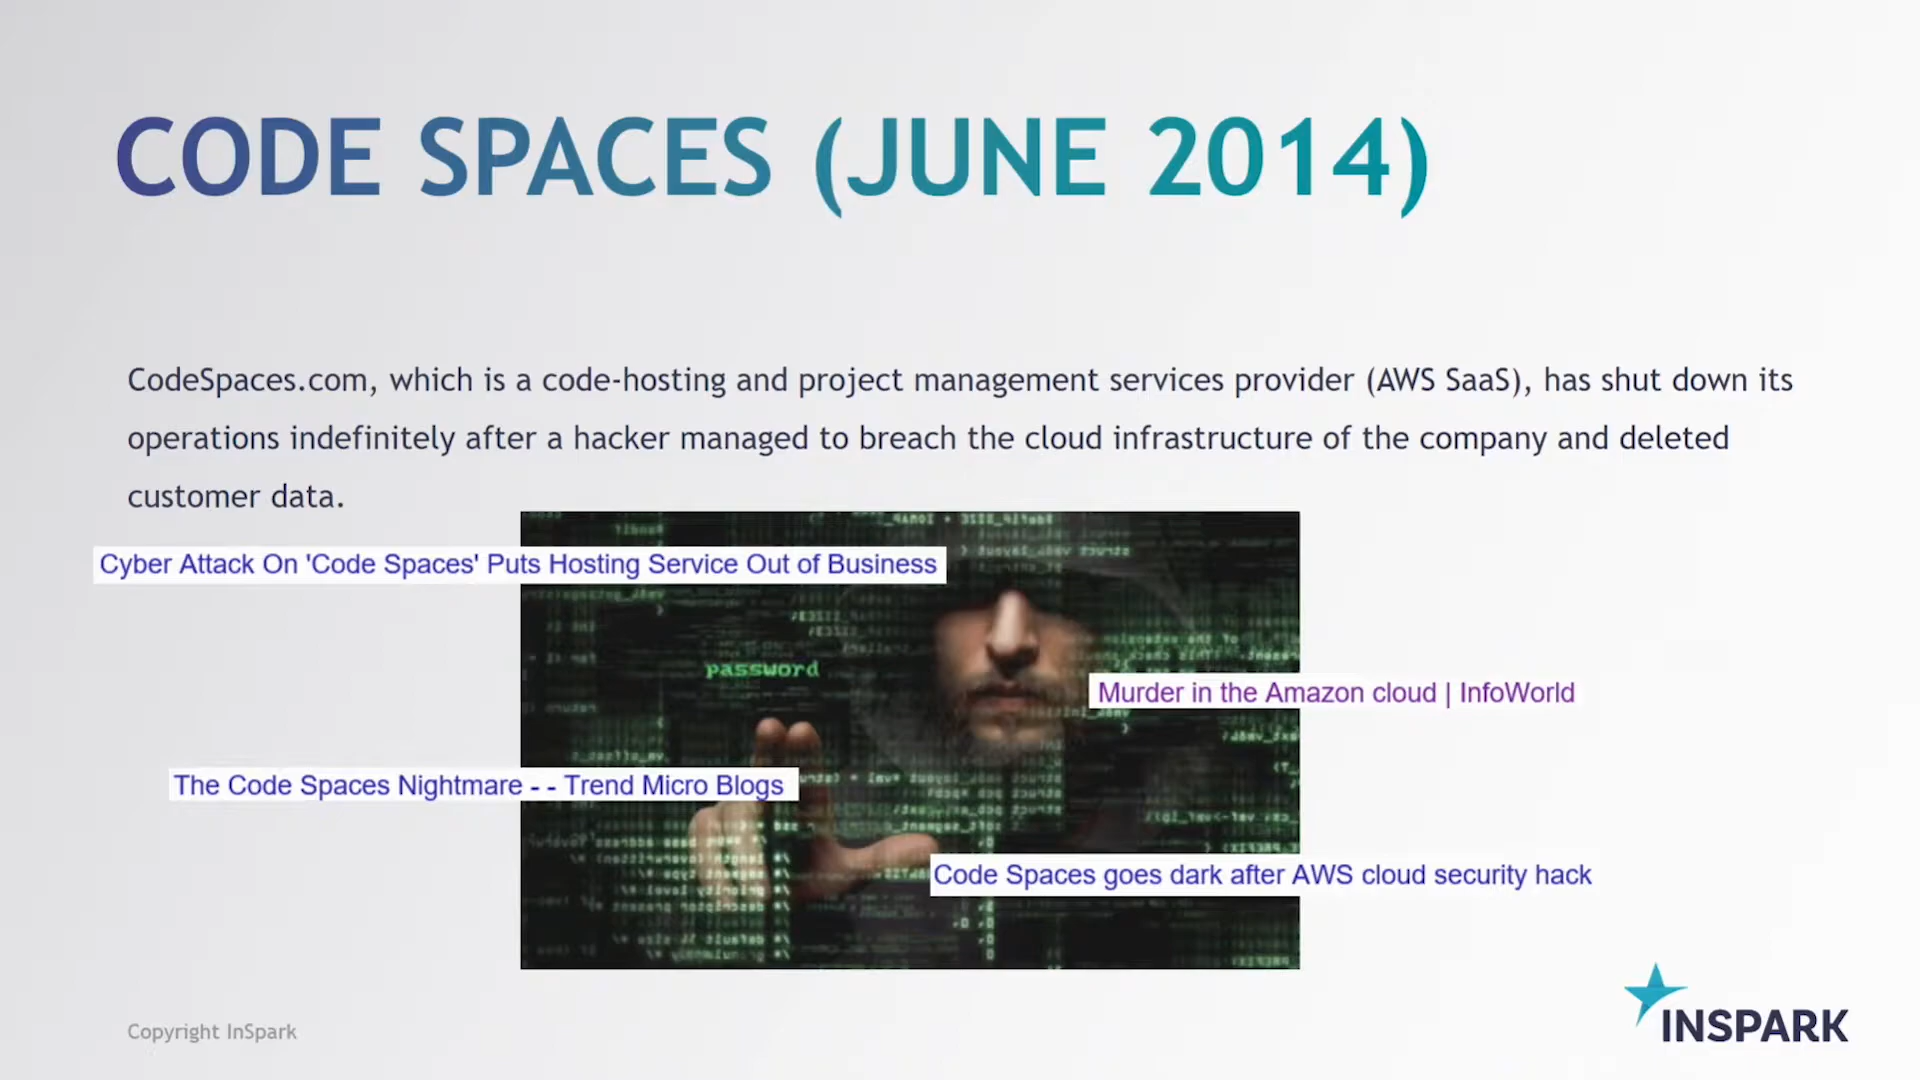 CODE SPACES (JUNE 2014)
CodeSpaces.com, which is a code-hosting and project management services provider (AWS SaaS), has shut down its
operations indefinitely after a hacker managed to breach the cloud infrastructure of the company and deleted
customer data.
Cyber Attack On 'Code Spaces' Puts Hosting Service Out of Business
password
Murder in the Amazon cloud | InfoWorld
The Code Spaces Nightmare - - Trend Micro Blogs
Code Spaces goes dark after AWS cloud security hack
Copyright InSpark
INSPARK